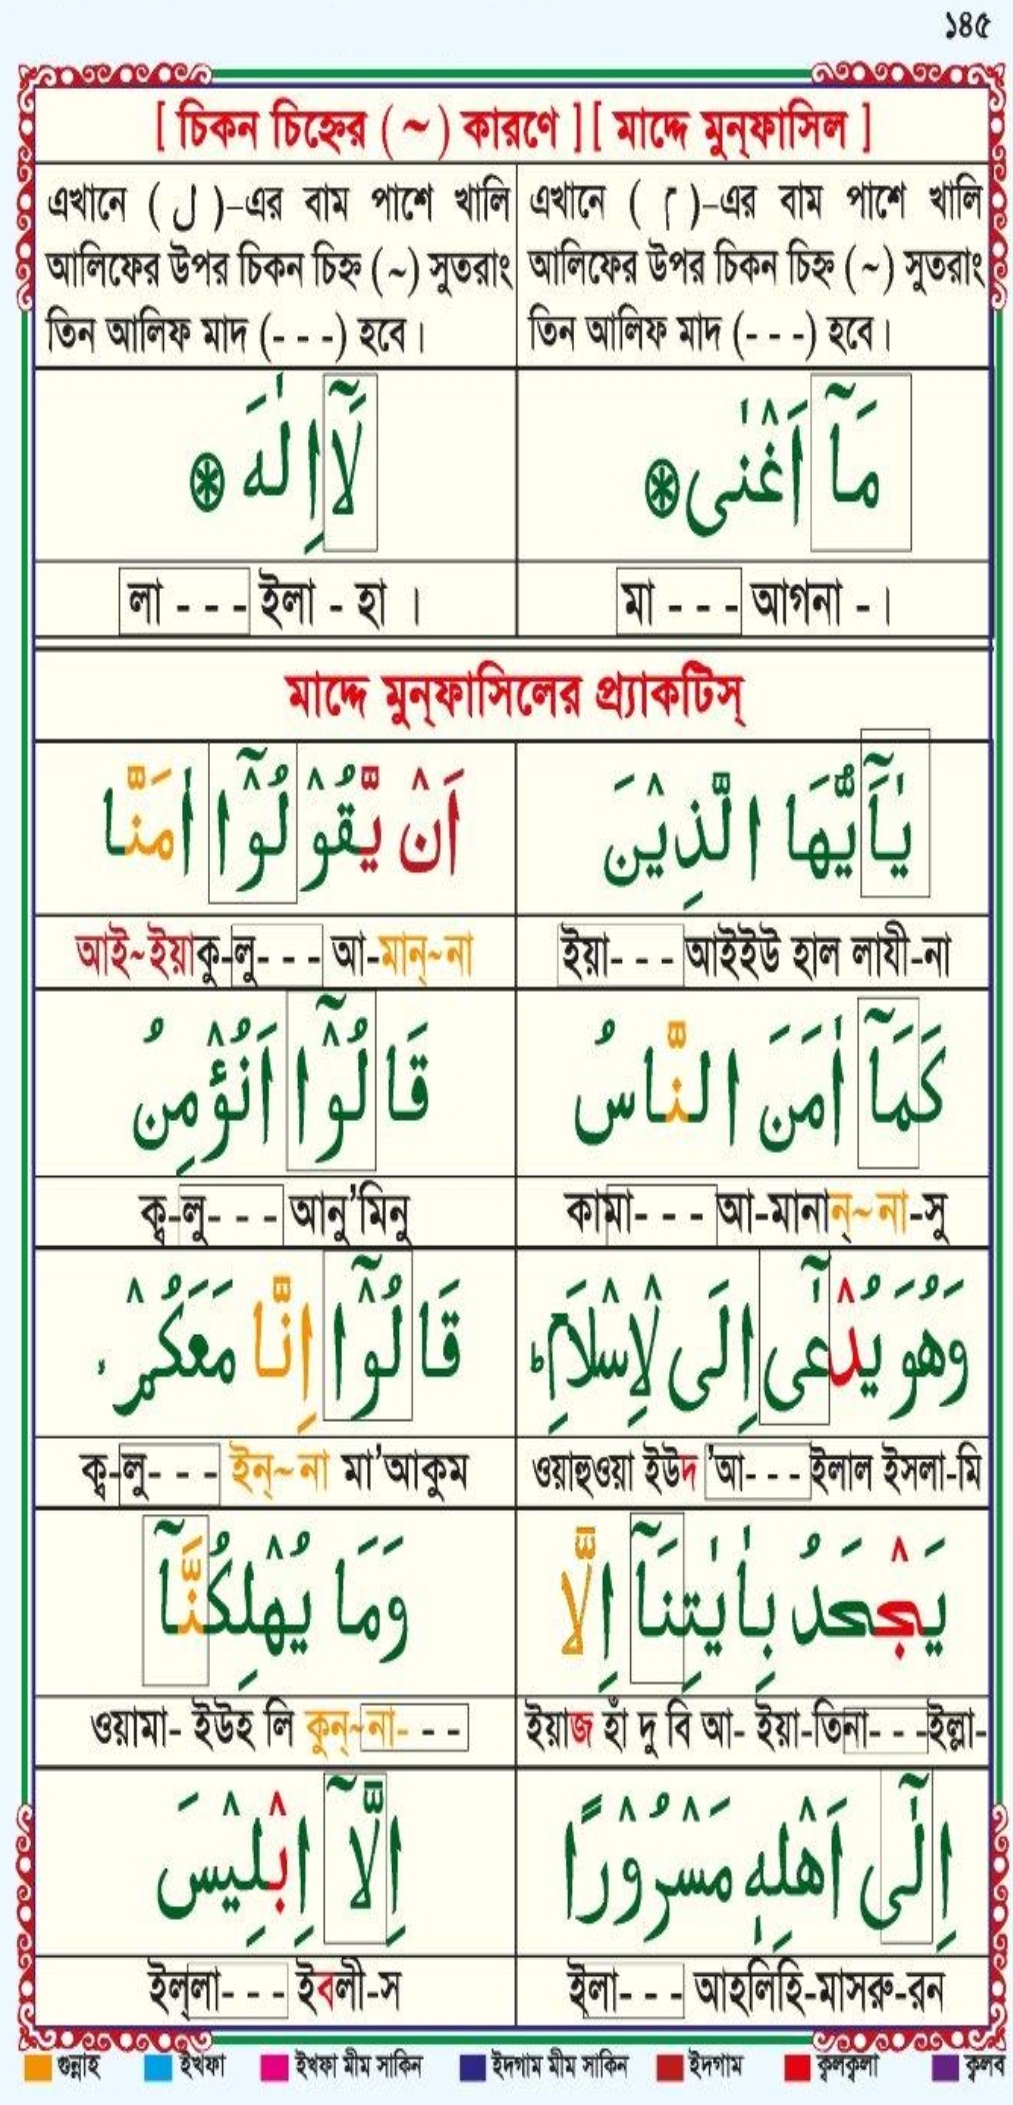 ১৪৫
[ চিকন চিহ্নের ( ~ ) কারণে ] [ মাদ্দে মুন্‌ফাসিল ]
এখানে ( م )–এর বাম পাশে খালি
আলিফের উপর চিকন চিহ্ন (~) সুতরাং
তিন আলিফ মাদ (- - -) হবে।
এখানে ( ل )–এর বাম পাশে খালি
আলিফের উপর চিকন চিহ্ন (~) সুতরাং
তিন আলিফ মাদ (- - -) হবে।
مَآ اَغْنٰى ۞
لَآ اِلٰهَ ۞
মা - - - আগনা - ।
লা - - - ইলা - হা ।
মাদ্দে মুন্‌ফাসিলের প্র্যাকটিস্
يٰۤاَيُّهَا الَّذِيْنَ
اَنْ يَّقُوْلُوْۤا اٰمَنَّا
ইয়া- - - আইইউ হাল লাযী-না
আই~ইয়াকু-লু- - - আ-মান্~না
كَمَآ اٰمَنَ النَّاسُ
قَالُوْۤا اَنُؤْمِنُ
কামা- - - আ-মানান্~না-সু
ক্ব-লু- - - আনু’মিনু
وَهُوَ يُدْعٰۤى اِلَى لْاِسْلَامِ ؕ
قَالُوْۤا اِنَّا مَعَكُمْ ۙ
ওয়াহুওয়া ইউদ ’আ- - - ইলাল ইসলা-মি
ক্ব-লু- - - ইন্~না মা’আকুম
يَجْحَدُ بِاٰيٰتِنَآ اِلَّا
وَمَا يُهْلِكُنَّآ
ইয়াজ হাঁ দু বি আ- ইয়া-তিনা- - -ইল্লা-
ওয়ামা- ইউহ লি কুন্~না- - -
اِلٰۤى اَهْلِهٖ مَسْرُوْرًا
اِلَّآ اِبْلِيْسَ
ইলা- - - আহলিহি-মাসরু-রন
ইল্‌লা- - - ইবলী-স
গুন্নাহ ইখফা ইখফা মীম সাকিন ইদগাম মীম সাকিন ইদগাম ক্বলক্বলা ক্বলব